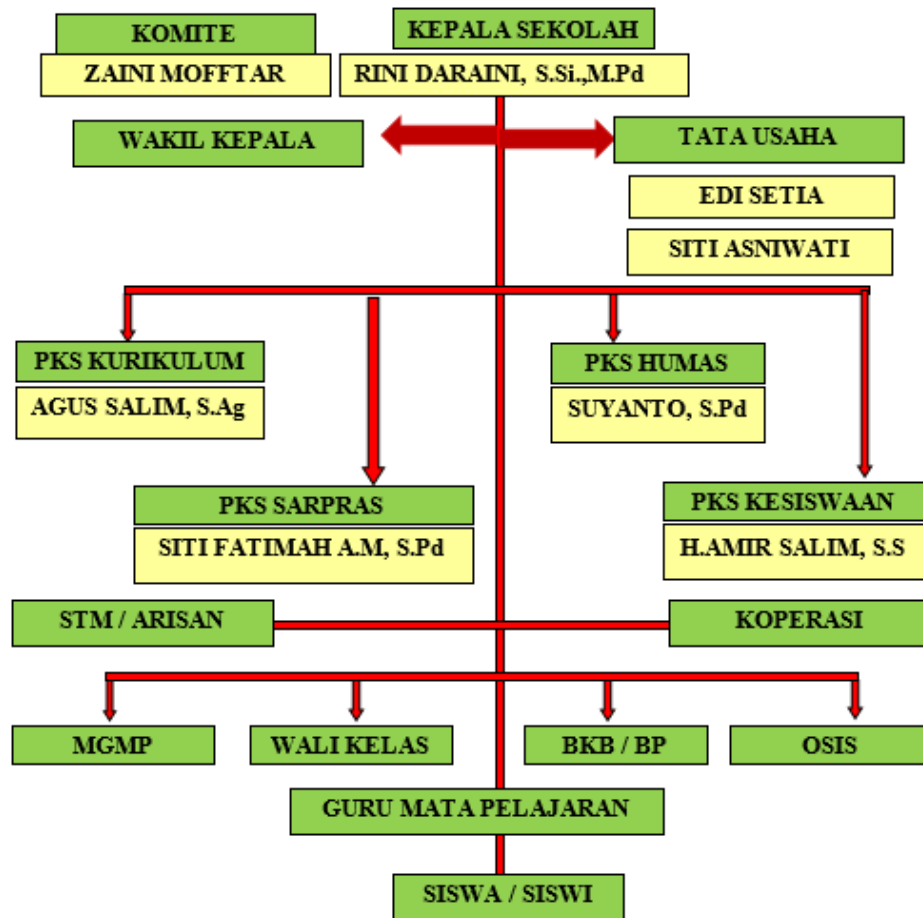 KOMITE
ZAINI MOFFTAR
KEPALA SEKOLAH
RINI DARAINI, S.Si.,M.Pd
WAKIL KEPALA
TATA USAHA
EDI SETIA
SITI ASNIWATI
PKS KURIKULUM
AGUS SALIM, S.Ag
PKS HUMAS
SUYANTO, S.Pd
PKS SARPRAS
SITI FATIMAH A.M, S.Pd
PKS KESISWAAN
H.AMIR SALIM, S.S
STM / ARISAN
KOPERASI
MGMP
WALI KELAS
BKB / BP
OSIS
GURU MATA PELAJARAN
SISWA / SISWI